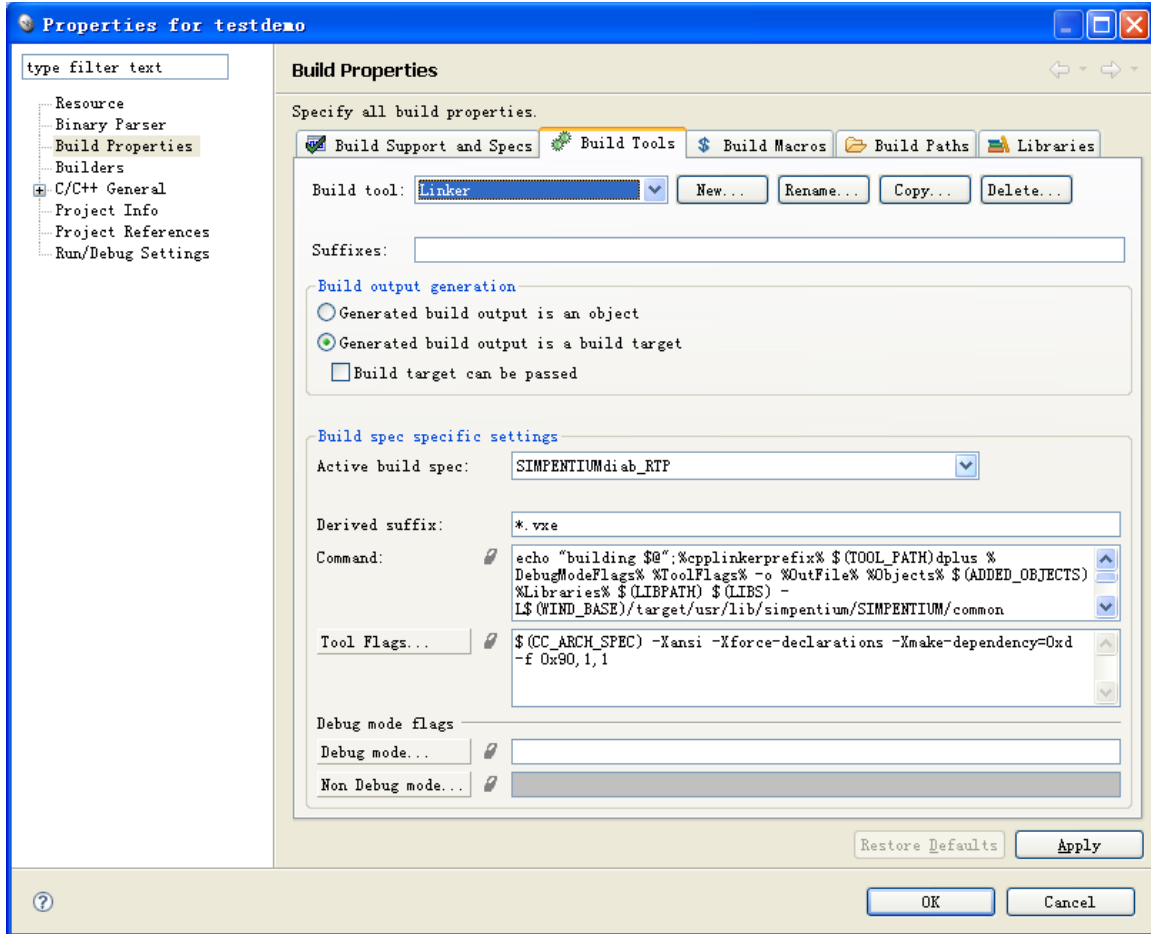 Properties for testdemo
type filter text
Resource
Binary Parser
Build Properties
Builders
C/C++ General
Project Info
Project References
Run/Debug Settings
Build Properties
Specify all build properties.
Build Support and Specs
Build Tools
Build Macros
Build Paths
Libraries
Build tool:
Linker
New...
Rename...
Copy...
Delete...
Suffixes:
Build output generation
Generated build output is an object
Generated build output is a build target
Build target can be passed
Build spec specific settings
Active build spec:
SIMPENTIUMdiab_RTP
Derived suffix:
*.vxe
Command:
echo "building $@";%cpplinkerprefix% $(TOOL_PATH)dplus %
DebugModeFlags% %ToolFlags% -o %OutFile% %Objects% $(ADDED_OBJECTS)
%Libraries% $(LIBPATH) $(LIBS) -
L$(WIND_BASE)/target/usr/lib/simpentium/SIMPENTIUM/common
Tool Flags...
$(CC_ARCH_SPEC) -Xansi -Xforce-declarations -Xmake-dependency=0xd
-f 0x90,1,1
Debug mode flags
Debug mode...
Non Debug mode...
Restore Defaults
Apply
OK
Cancel